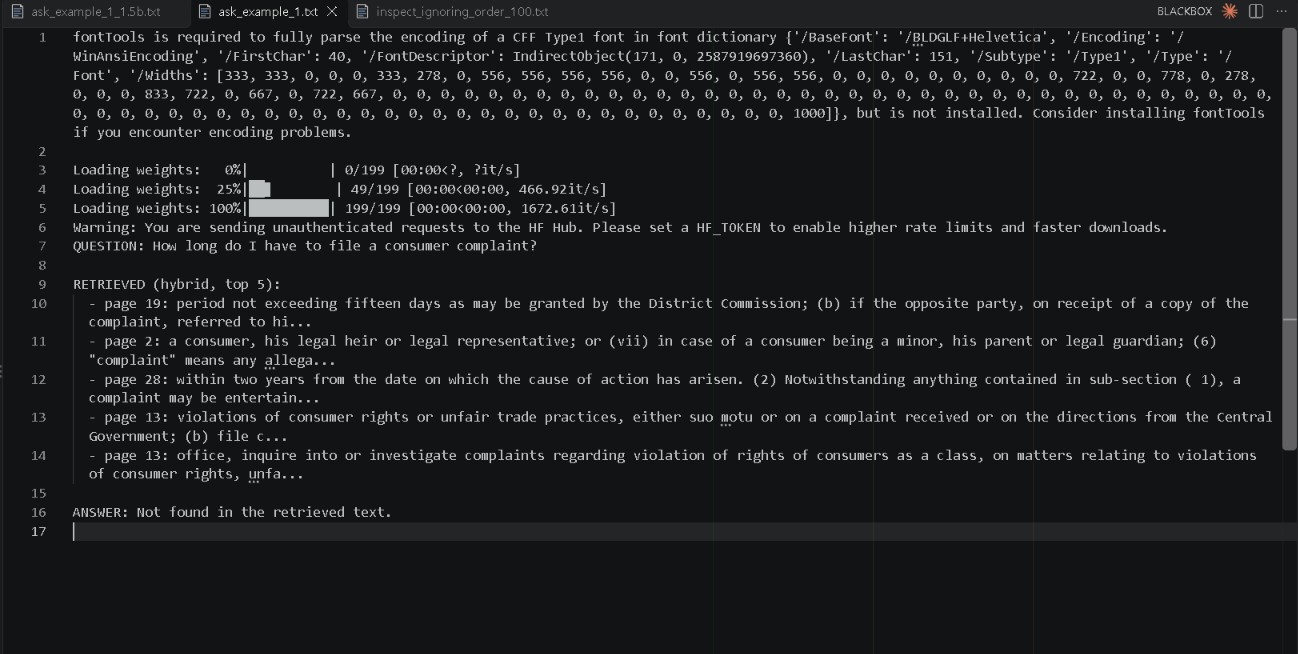 ask_example_1_1.5b.txt
ask_example_1.txt
inspect_ignoring_order_100.txt
BLACKBOX
1 fontTools is required to fully parse the encoding of a CFF Type1 font in font dictionary {'/BaseFont': '/BLDGLF+Helvetica', '/Encoding': '/
WinAnsiEncoding', '/FirstChar': 40, '/FontDescriptor': IndirectObject(171, 0, 2587919697360), '/LastChar': 151, '/Subtype': '/Type1', '/Type': '/
Font', '/Widths': [333, 333, 0, 0, 0, 333, 278, 0, 556, 556, 556, 556, 0, 0, 556, 0, 556, 556, 0, 0, 0, 0, 0, 0, 0, 0, 0, 722, 0, 0, 778, 0, 278,
0, 0, 0, 833, 722, 0, 667, 0, 722, 667, 0, 0, 0, 0, 0, 0, 0, 0, 0, 0, 0, 0, 0, 0, 0, 0, 0, 0, 0, 0, 0, 0, 0, 0, 0, 0, 0, 0, 0, 0, 0, 0, 0, 0, 0,
0, 0, 0, 0, 0, 0, 0, 0, 0, 0, 0, 0, 0, 0, 0, 0, 0, 0, 0, 0, 0, 0, 0, 0, 0, 0, 0, 0, 0, 0, 1000]}, but is not installed. Consider installing fontTools
if you encounter encoding problems.
2
3 Loading weights:   0%|          | 0/199 [00:00<?, ?it/s]
4 Loading weights:  25%|██▍       | 49/199 [00:00<00:00, 466.92it/s]
5 Loading weights: 100%|██████████| 199/199 [00:00<00:00, 1672.61it/s]
6 Warning: You are sending unauthenticated requests to the HF Hub. Please set a HF_TOKEN to enable higher rate limits and faster downloads.
7 QUESTION: How long do I have to file a consumer complaint?
8
9 RETRIEVED (hybrid, top 5):
10 - page 19: period not exceeding fifteen days as may be granted by the District Commission; (b) if the opposite party, on receipt of a copy of the
complaint, referred to hi...
11 - page 2: a consumer, his legal heir or legal representative; or (vii) in case of a consumer being a minor, his parent or legal guardian; (6)
"complaint" means any allega...
12 - page 28: within two years from the date on which the cause of action has arisen. (2) Notwithstanding anything contained in sub-section ( 1), a
complaint may be entertain...
13 - page 13: violations of consumer rights or unfair trade practices, either suo motu or on a complaint received or on the directions from the Central
Government; (b) file c...
14 - page 13: office, inquire into or investigate complaints regarding violation of rights of consumers as a class, on matters relating to violations
of consumer rights, unfa...
15
16 ANSWER: Not found in the retrieved text.
17